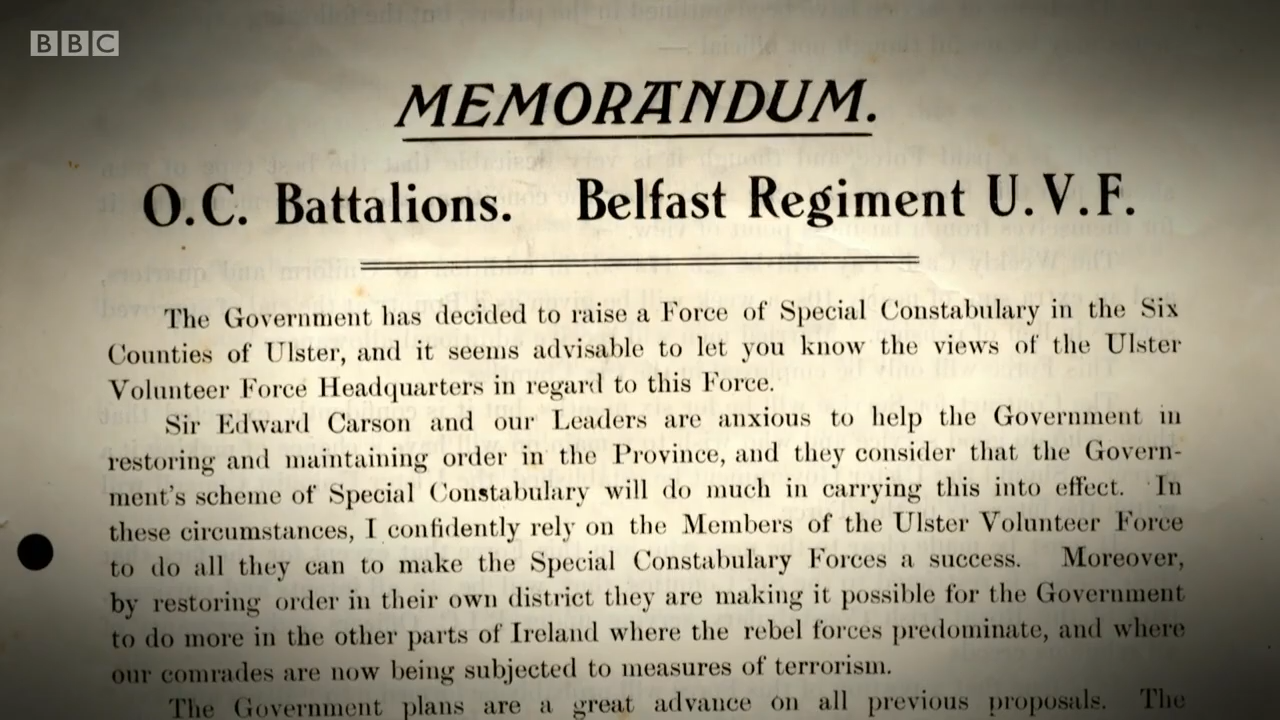 BBC
MEMORANDUM.
O.C. Battalions. Belfast Regiment U.V.F.
The Government has decided to raise a Force of Special Constabulary in the Six
Counties of Ulster, and it seems advisable to let you know the views of the Ulster
Volunteer Force Headquarters in regard to this Force.
Sir Edward Carson and our Leaders are anxious to help the Government in
restoring and maintaining order in the Province, and they consider that the Govern-
ment's scheme of Special Constabulary will do much in carrying this into effect. In
these circumstances, I confidently rely on the Members of the Ulster Volunteer Force
to do all they can to make the Special Constabulary Forces a success. Moreover,
by restoring order in their own district they are making it possible for the Government
to do more in the other parts of Ireland where the rebel forces predominate, and where
our comrades are now being subjected to measures of terrorism.
The Government plans are a great advance on all previous proposals. The